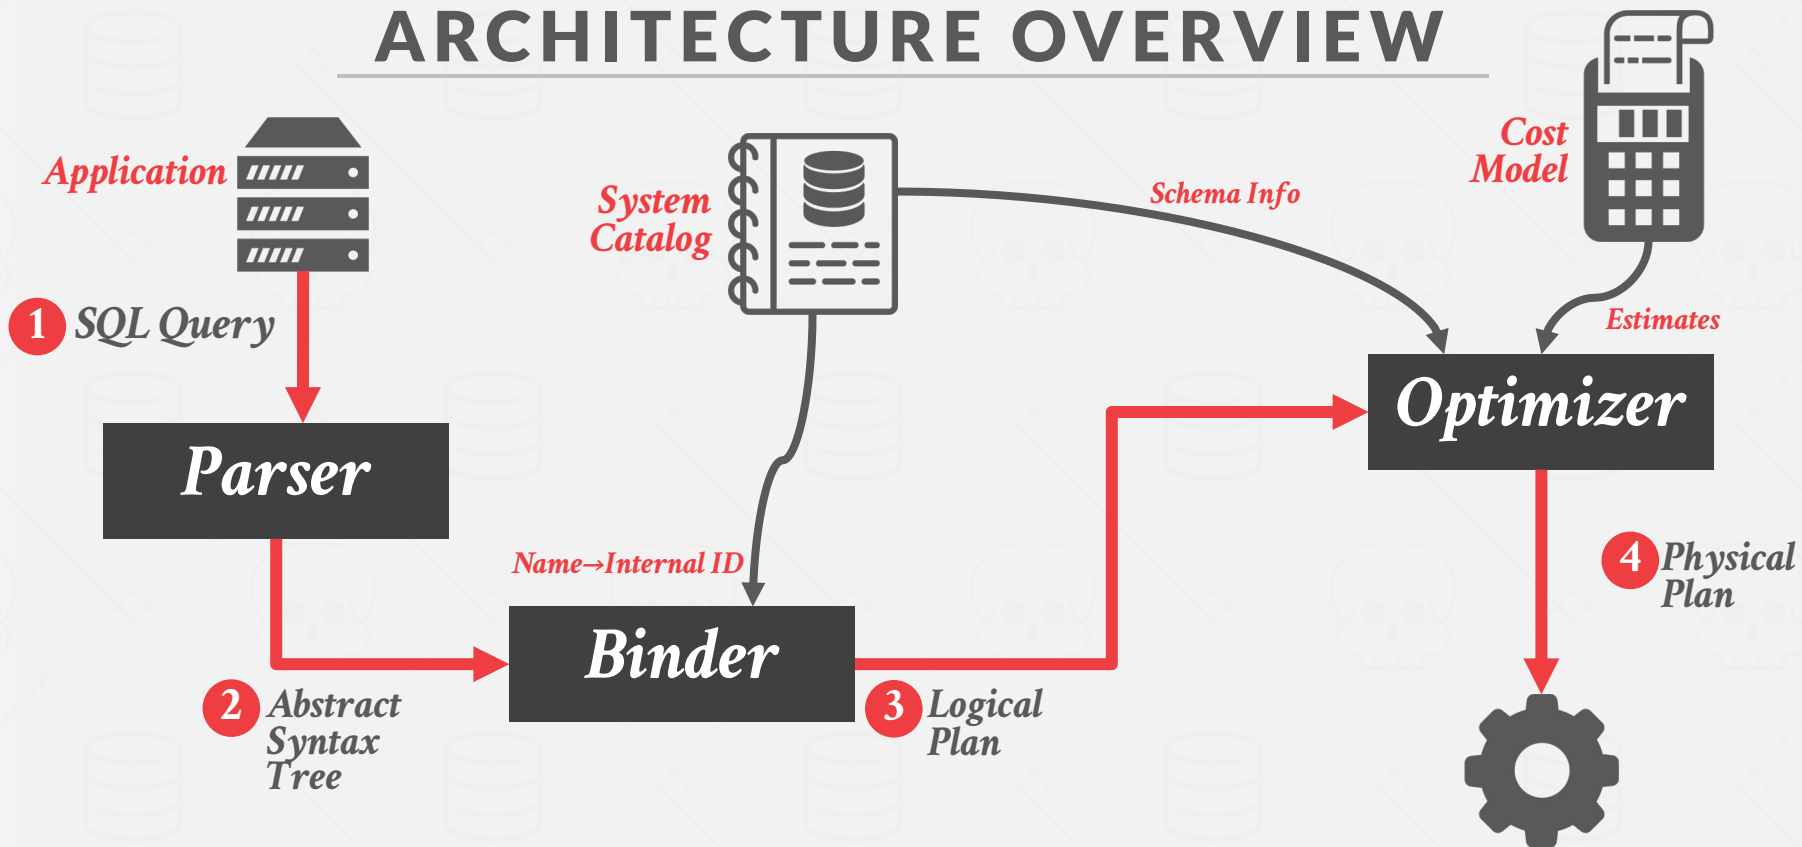 ARCHITECTURE OVERVIEW
Application
1 SQL Query
Parser
2 Abstract
Syntax
Tree
System
Catalog
Name→Internal ID
Binder
3 Logical
Plan
Schema Info
Cost
Model
Estimates
Optimizer
4 Physical
Plan